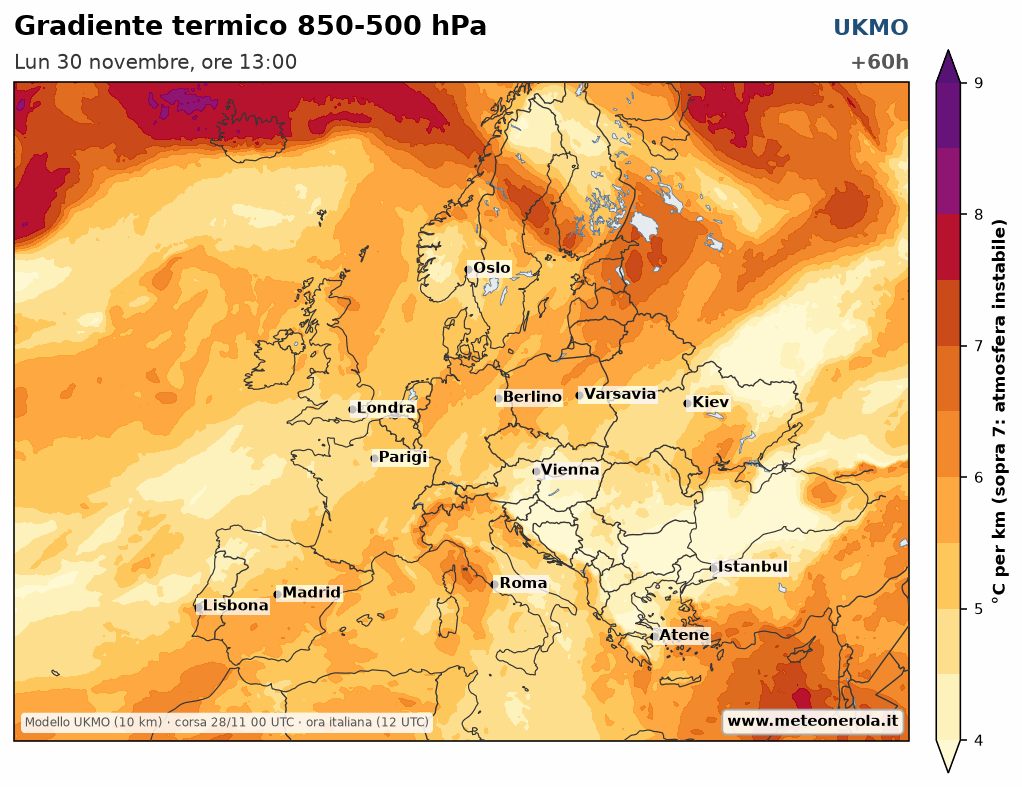 Gradiente termico 850-500 hPa
UKMO
Lun 30 novembre, ore 13:00
+60h
Oslo
Londra
Berlino
Varsavia
Kiev
Parigi
Vienna
Istanbul
Roma
Madrid
Lisbona
Atene
9
8
7
6
5
4
°C per km (sopra 7: atmosfera instabile)
Modello UKMO (10 km) · corsa 28/11 00 UTC · ora italiana (12 UTC)
www.meteonerola.it